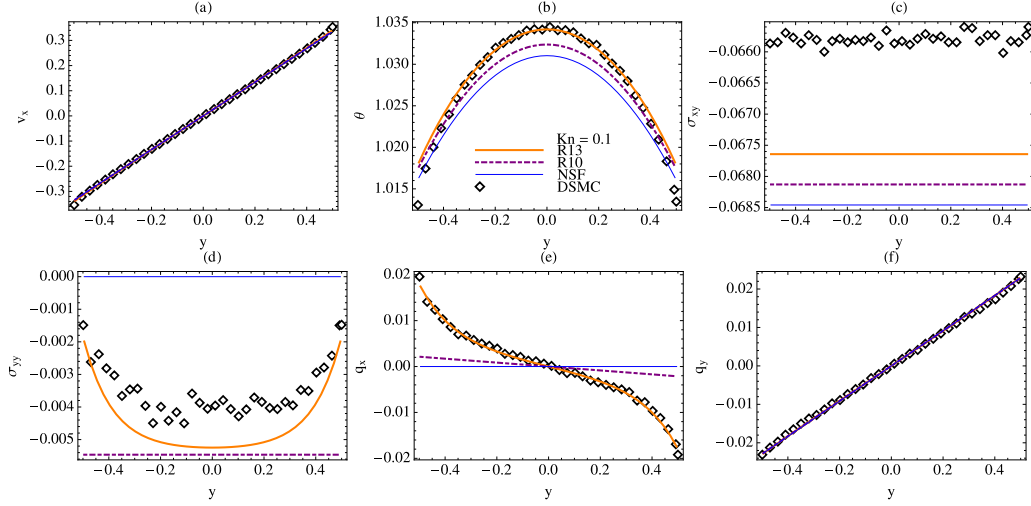 (a)
0.3
0.2
0.1
0.0
−0.1
−0.2
−0.3
v_x
−0.4 −0.2 0.0 0.2 0.4
y
(b)
1.035
1.030
1.025
1.020
1.015
θ
Kn = 0.1
R13
R10
NSF
DSMC
−0.4 −0.2 0.0 0.2 0.4
y
(c)
−0.0660
−0.0665
−0.0670
−0.0675
−0.0680
−0.0685
σ_xy
−0.4 −0.2 0.0 0.2 0.4
y
(d)
0.000
−0.001
−0.002
−0.003
−0.004
−0.005
σ_yy
−0.4 −0.2 0.0 0.2 0.4
y
(e)
0.02
0.01
0.00
−0.01
−0.02
q_x
−0.4 −0.2 0.0 0.2 0.4
y
(f)
0.02
0.01
0.00
−0.01
−0.02
q_y
−0.4 −0.2 0.0 0.2 0.4
y